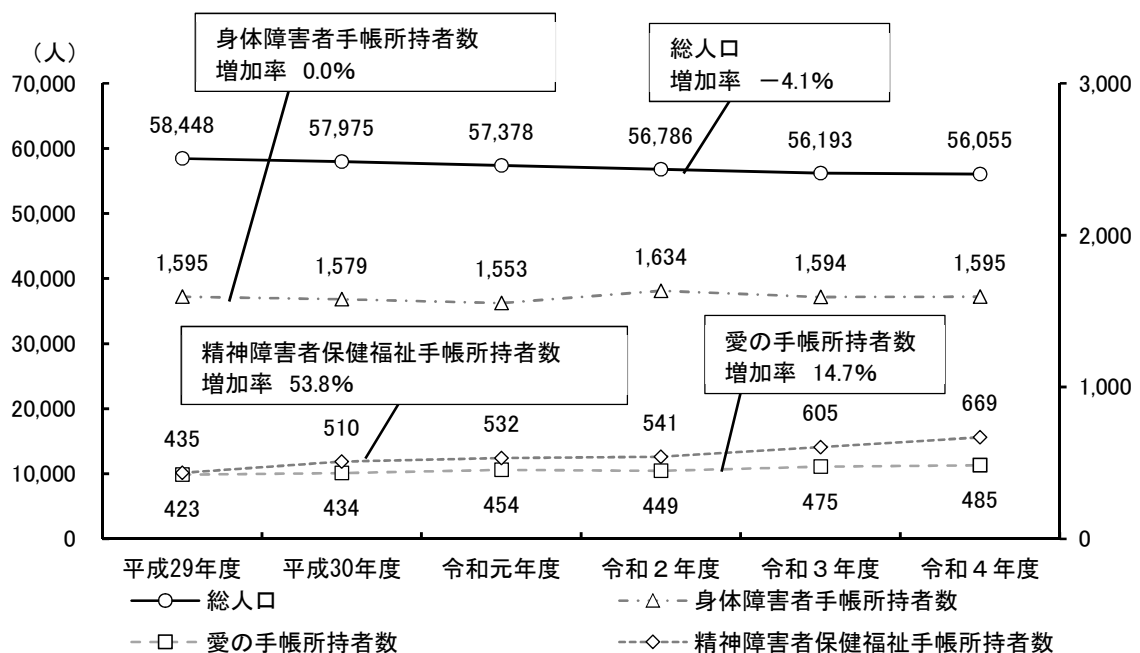 （人）
身体障害者手帳所持者数
増加率 0.0%
総人口
増加率 －4.1%
70,000
60,000
50,000
40,000
30,000
20,000
10,000
0
3,000
2,000
1,000
0
58,448
57,975
57,378
56,786
56,193
56,055
1,595
1,579
1,553
1,634
1,594
1,595
精神障害者保健福祉手帳所持者数
増加率 53.8%
愛の手帳所持者数
増加率 14.7%
435
510
532
541
605
669
423
434
454
449
475
485
平成29年度
平成30年度
令和元年度
令和２年度
令和３年度
令和４年度
総人口
身体障害者手帳所持者数
愛の手帳所持者数
精神障害者保健福祉手帳所持者数